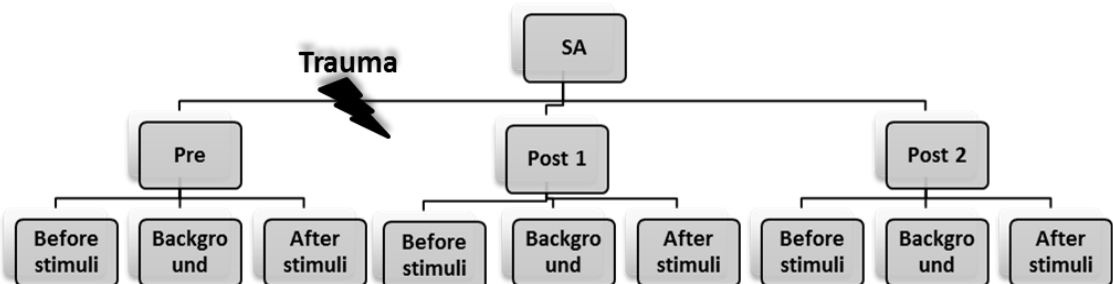 SA
Trauma
Pre
Post 1
Post 2
Before
stimuli
Backgro
und
After
stimuli
Before
stimuli
Backgro
und
After
stimuli
Before
stimuli
Backgro
und
After
stimuli